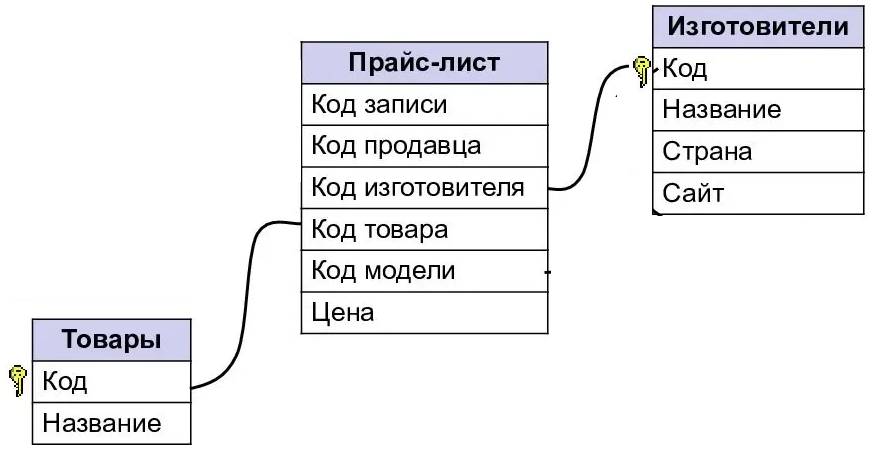 Изготовители
Код
Название
Страна
Сайт
Прайс-лист
Код записи
Код продавца
Код изготовителя
Код товара
Код модели
Цена
Товары
Код
Название